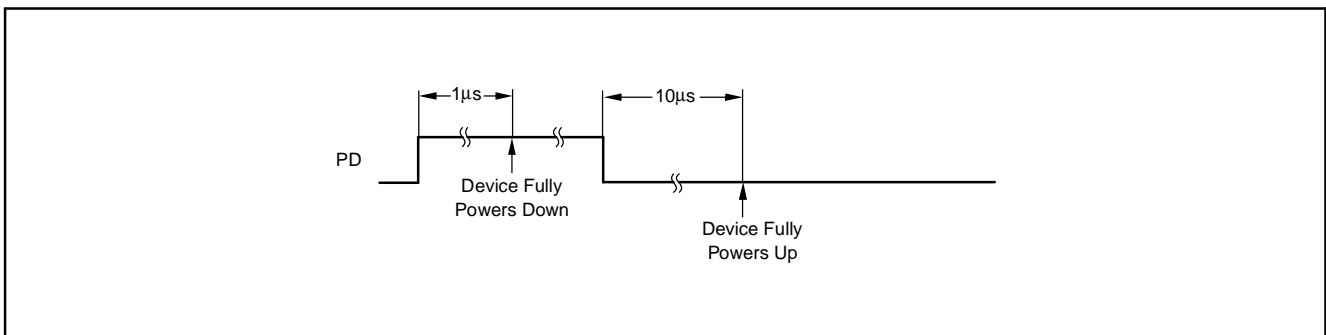 1μs
10μs
PD
Device Fully
Powers Down
Device Fully
Powers Up